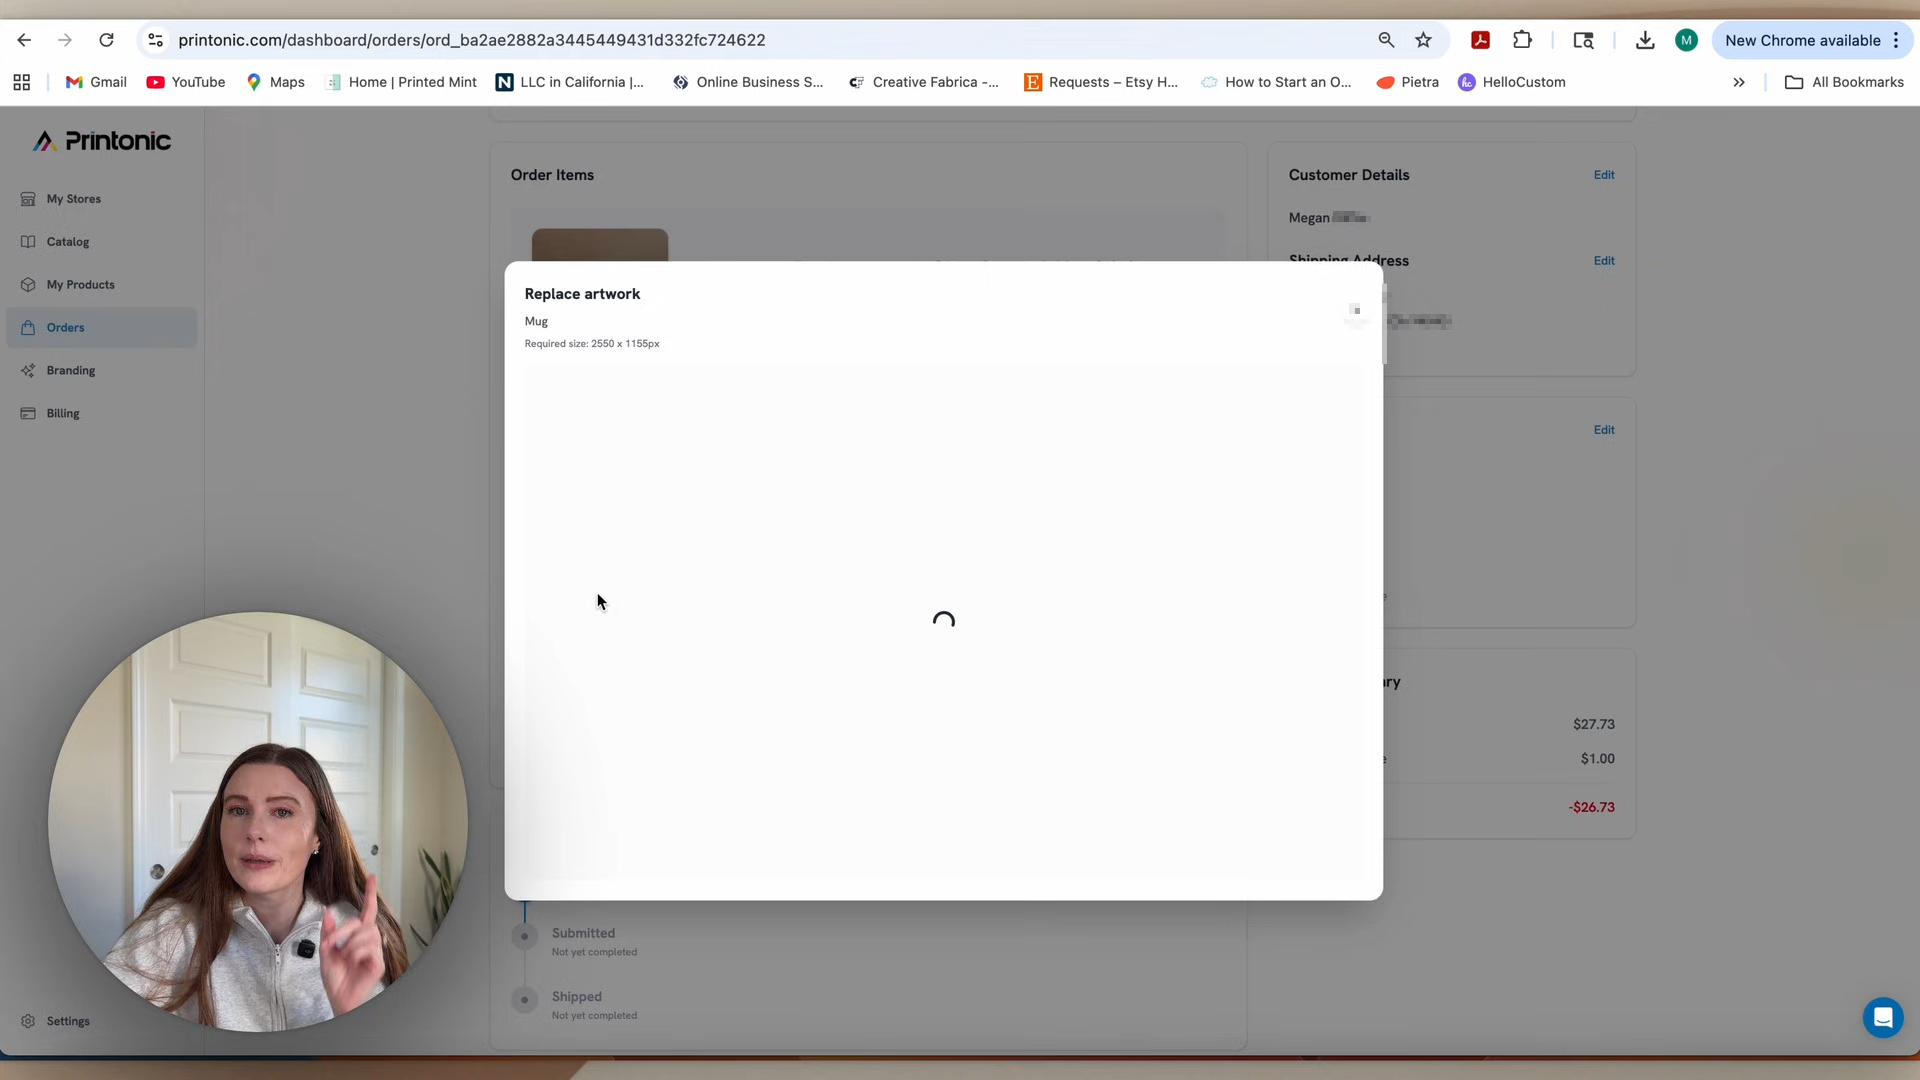 printonic.com/dashboard/orders/ord_ba2ae2882a3445449431d332fc724622
M
New Chrome available
Gmail
YouTube
Maps
Home | Printed Mint
LLC in California |...
Online Business S...
Creative Fabrica -...
Requests – Etsy H...
How to Start an O...
Pietra
HelloCustom
All Bookmarks
Printonic
My Stores
Catalog
My Products
Orders
Branding
Billing
Settings
Order Items
Customer Details
Edit
Megan
Shipping Address
Edit
Replace artwork
Mug
Required size: 2550 x 1155px
Edit
$27.73
$1.00
-$26.73
Submitted
Not yet completed
Shipped
Not yet completed